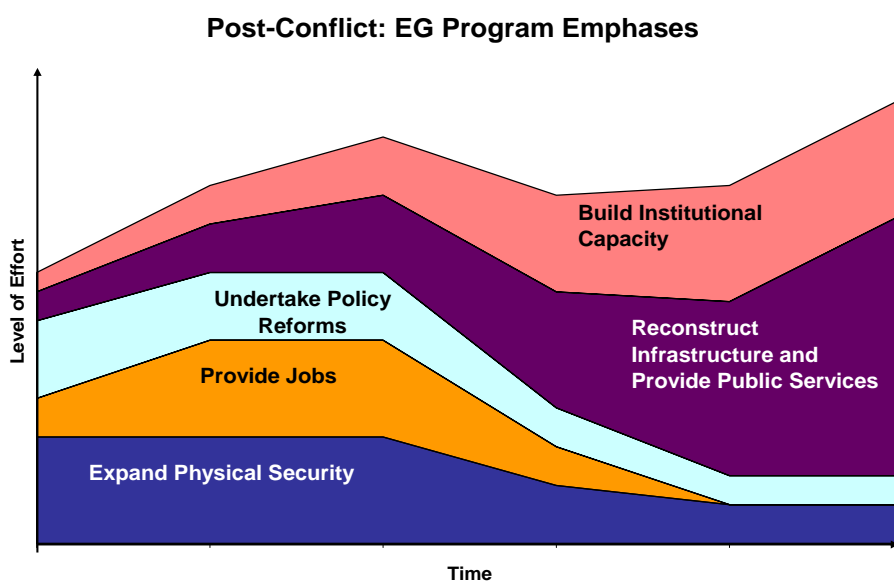 Post-Conflict: EG Program Emphases
Level of Effort
Build Institutional
Capacity
Undertake Policy
Reforms
Reconstruct
Infrastructure and
Provide Public Services
Provide Jobs
Expand Physical Security
Time